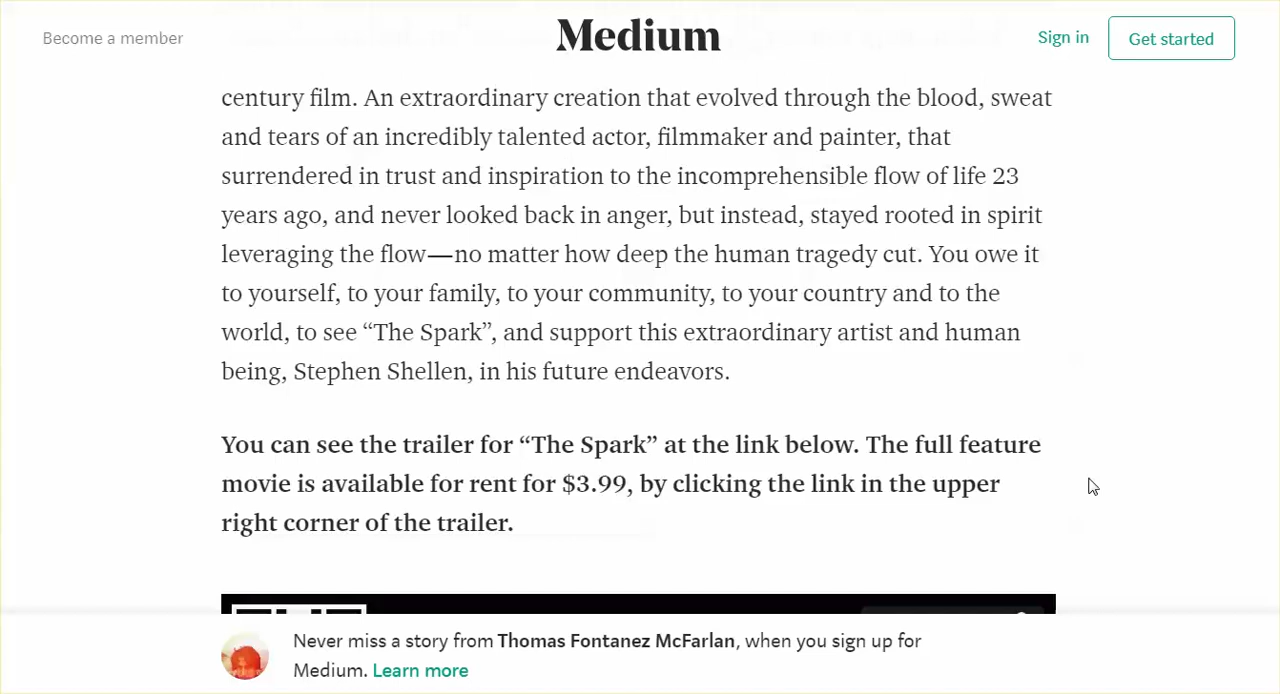 Become a member
Medium
Sign in
Get started
century film. An extraordinary creation that evolved through the blood, sweat
and tears of an incredibly talented actor, filmmaker and painter, that
surrendered in trust and inspiration to the incomprehensible flow of life 23
years ago, and never looked back in anger, but instead, stayed rooted in spirit
leveraging the flow—no matter how deep the human tragedy cut. You owe it
to yourself, to your family, to your community, to your country and to the
world, to see “The Spark”, and support this extraordinary artist and human
being, Stephen Shellen, in his future endeavors.
You can see the trailer for “The Spark” at the link below. The full feature
movie is available for rent for $3.99, by clicking the link in the upper
right corner of the trailer.
Never miss a story from Thomas Fontanez McFarlan, when you sign up for
Medium. Learn more